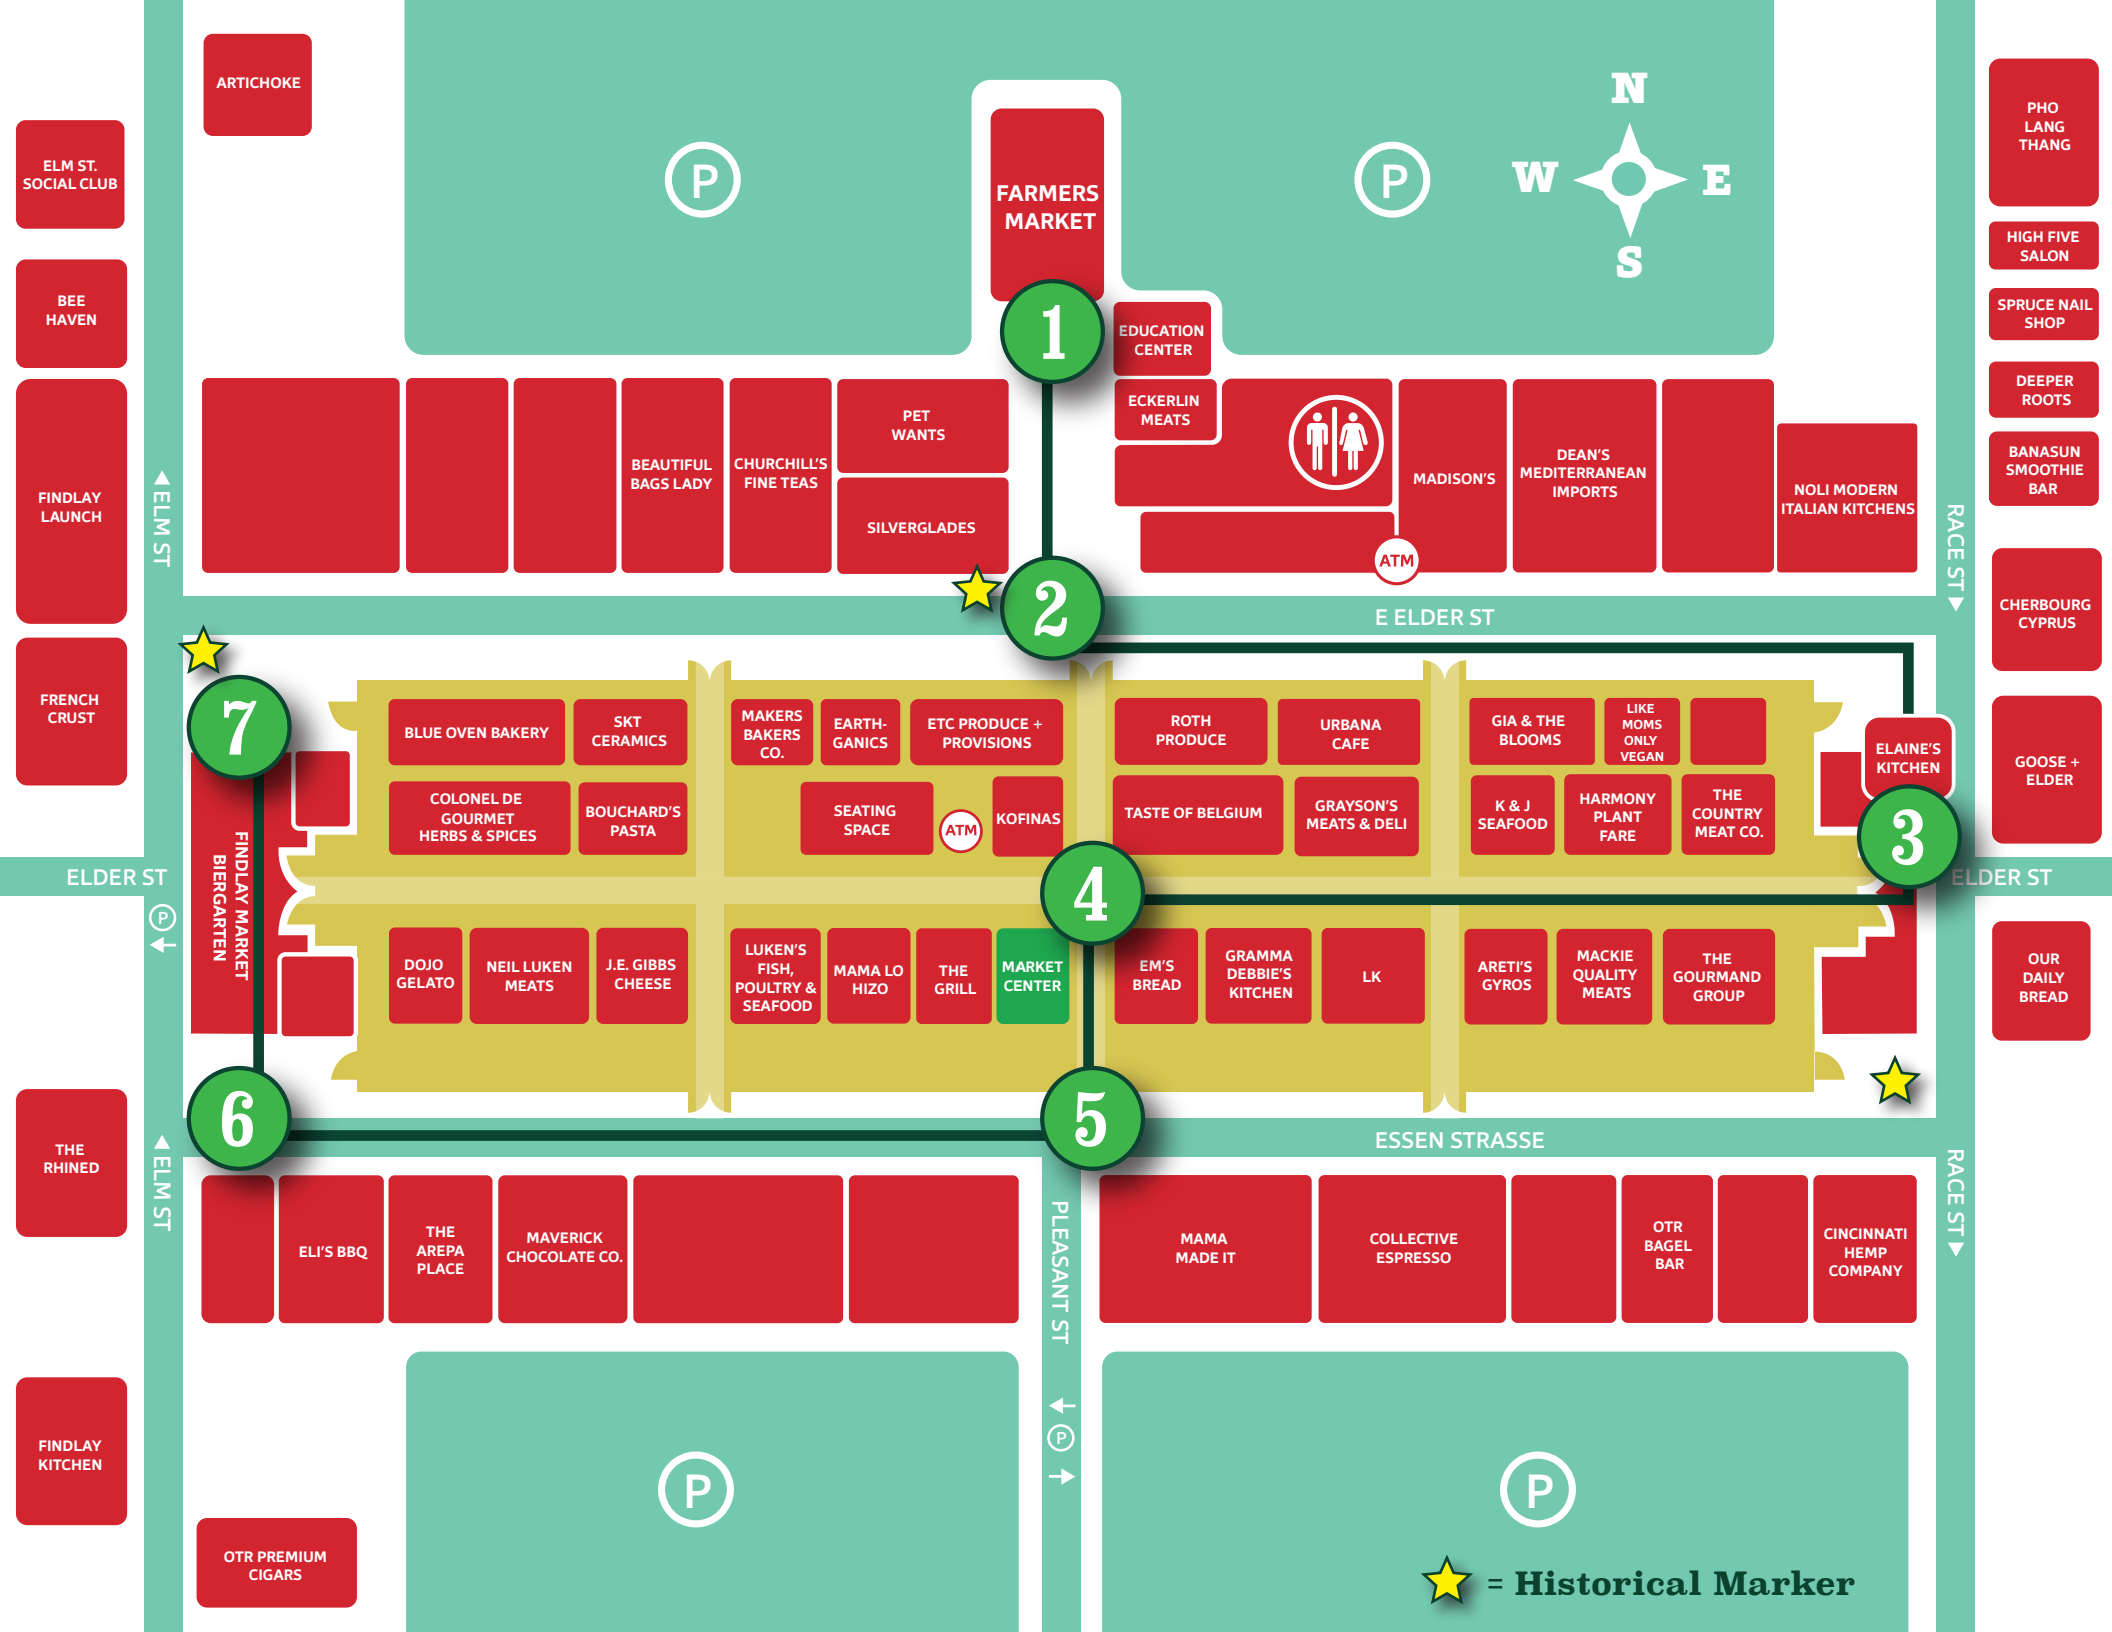 ARTICHOKE
ELM ST.
SOCIAL CLUB
BEE
HAVEN
FINDLAY
LAUNCH
FRENCH
CRUST
P
FARMERS
MARKET
P
N
W
E
S
1
EDUCATION
CENTER
ECKERLIN
MEATS
PHO
LANG
THANG
HIGH FIVE
SALON
SPRUCE NAIL
SHOP
DEEPER
ROOTS
BANASUN
SMOOTHIE
BAR
CHERBOURG
CYPRUS
GOOSE +
ELDER
BEAUTIFUL
BAGS LADY
CHURCHILL'S
FINE TEAS
PET
WANTS
SILVERGLADES
MADISON'S
DEAN'S
MEDITERRANEAN
IMPORTS
NOLI MODERN
ITALIAN KITCHENS
ATM
ELM ST
RACE ST
2
E ELDER ST
7
BLUE OVEN BAKERY
SKT
CERAMICS
MAKERS
BAKERS
CO.
EARTH-
GANICS
ETC PRODUCE +
PROVISIONS
ROTH
PRODUCE
URBANA
CAFE
GIA & THE
BLOOMS
LIKE
MOMS
ONLY
VEGAN
ELAINE'S
KITCHEN
COLONEL DE
GOURMET
HERBS & SPICES
BOUCHARD'S
PASTA
SEATING
SPACE
ATM
KOFINAS
TASTE OF BELGIUM
GRAYSON'S
MEATS & DELI
K & J
SEAFOOD
HARMONY
PLANT
FARE
THE
COUNTRY
MEAT CO.
3
FINDLAY MARKET
BIERGARTEN
ELDER ST
P
4
ELDER ST
DOJO
GELATO
NEIL LUKEN
MEATS
J.E. GIBBS
CHEESE
LUKEN'S
FISH,
POULTRY &
SEAFOOD
MAMA LO
HIZO
THE
GRILL
MARKET
CENTER
EM'S
BREAD
GRAMMA
DEBBIE'S
KITCHEN
LK
ARETI'S
GYROS
MACKIE
QUALITY
MEATS
THE
GOURMAND
GROUP
OUR
DAILY
BREAD
6
5
ESSEN STRASSE
THE
RHINED
ELM ST
PLEASANT ST
RACE ST
ELI'S BBQ
THE
AREPA
PLACE
MAVERICK
CHOCOLATE CO.
MAMA
MADE IT
COLLECTIVE
ESPRESSO
OTR
BAGEL
BAR
CINCINNATI
HEMP
COMPANY
FINDLAY
KITCHEN
P
P
P
OTR PREMIUM
CIGARS
= Historical Marker